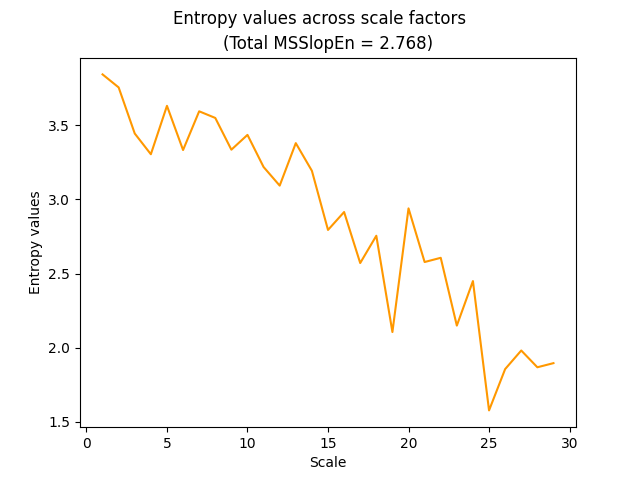 Entropy values across scale factors
(Total MSSlopEn = 2.768)
Entropy values
3.5
3.0
2.5
2.0
1.5
0 5 10 15 20 25 30
Scale